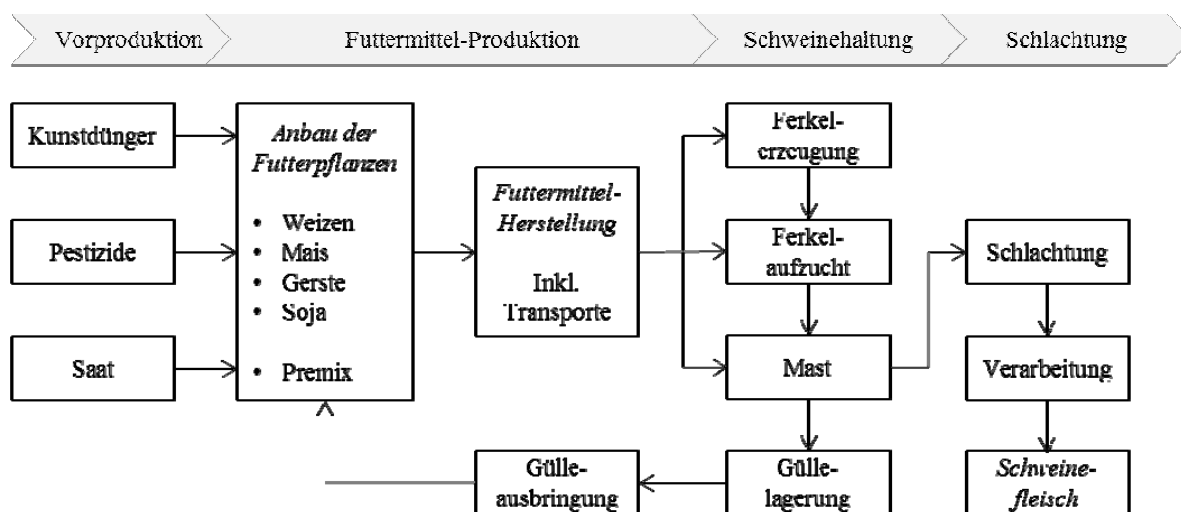 Vorproduktion
Futtermittel-Produktion
Schweinehaltung
Schlachtung
Kunstdünger
Pestizide
Saat
Anbau der
Futterpflanzen
• Weizen
• Mais
• Gerste
• Soja
• Premix
Futtermittel-
Herstellung
Inkl.
Transporte
Ferkel-
erzeugung
Ferkel-
aufzucht
Mast
Gülle-
lagerung
Gülle-
ausbringung
Schlachtung
Verarbeitung
Schweine-
fleisch